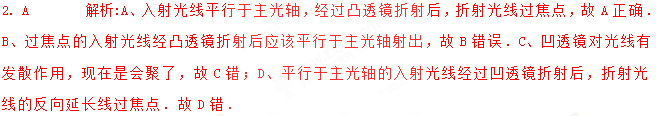 2. A 解析:A、入射光线平行于主光轴，经过凸透镜折射后，折射光线过焦点，故 A 正确．
B、过焦点的入射光线经凸透镜折射后应该平行于主光轴射出，故 B 错误．C、凹透镜对光线有
发散作用，现在是会聚了，故 C 错；D、平行于主光轴的入射光线经过凹透镜折射后，折射光
线的反向延长线过焦点．故 D 错．